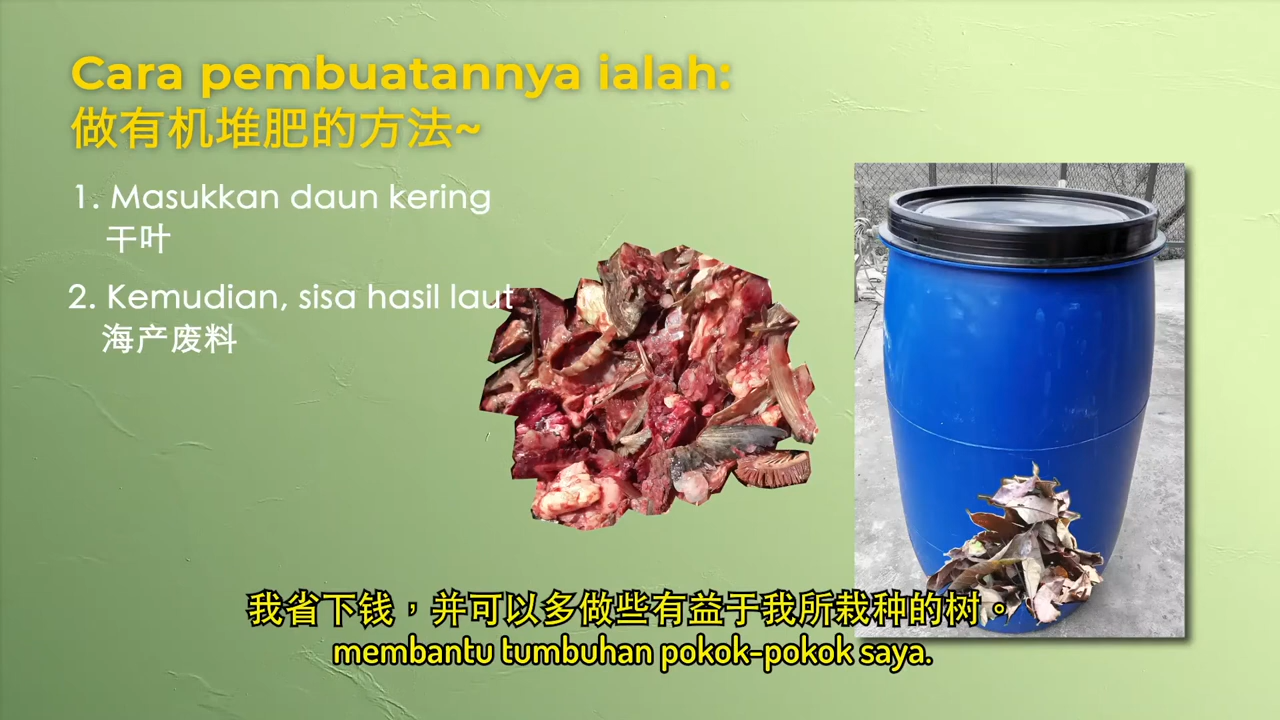 Cara pembuatannya ialah:
做有机堆肥的方法~
1. Masukkan daun kering
干叶
2. Kemudian, sisa hasil laut
海产废料
我省下钱，并可以多做些有益于我所栽种的树。
membantu tumbuhan pokok-pokok saya.